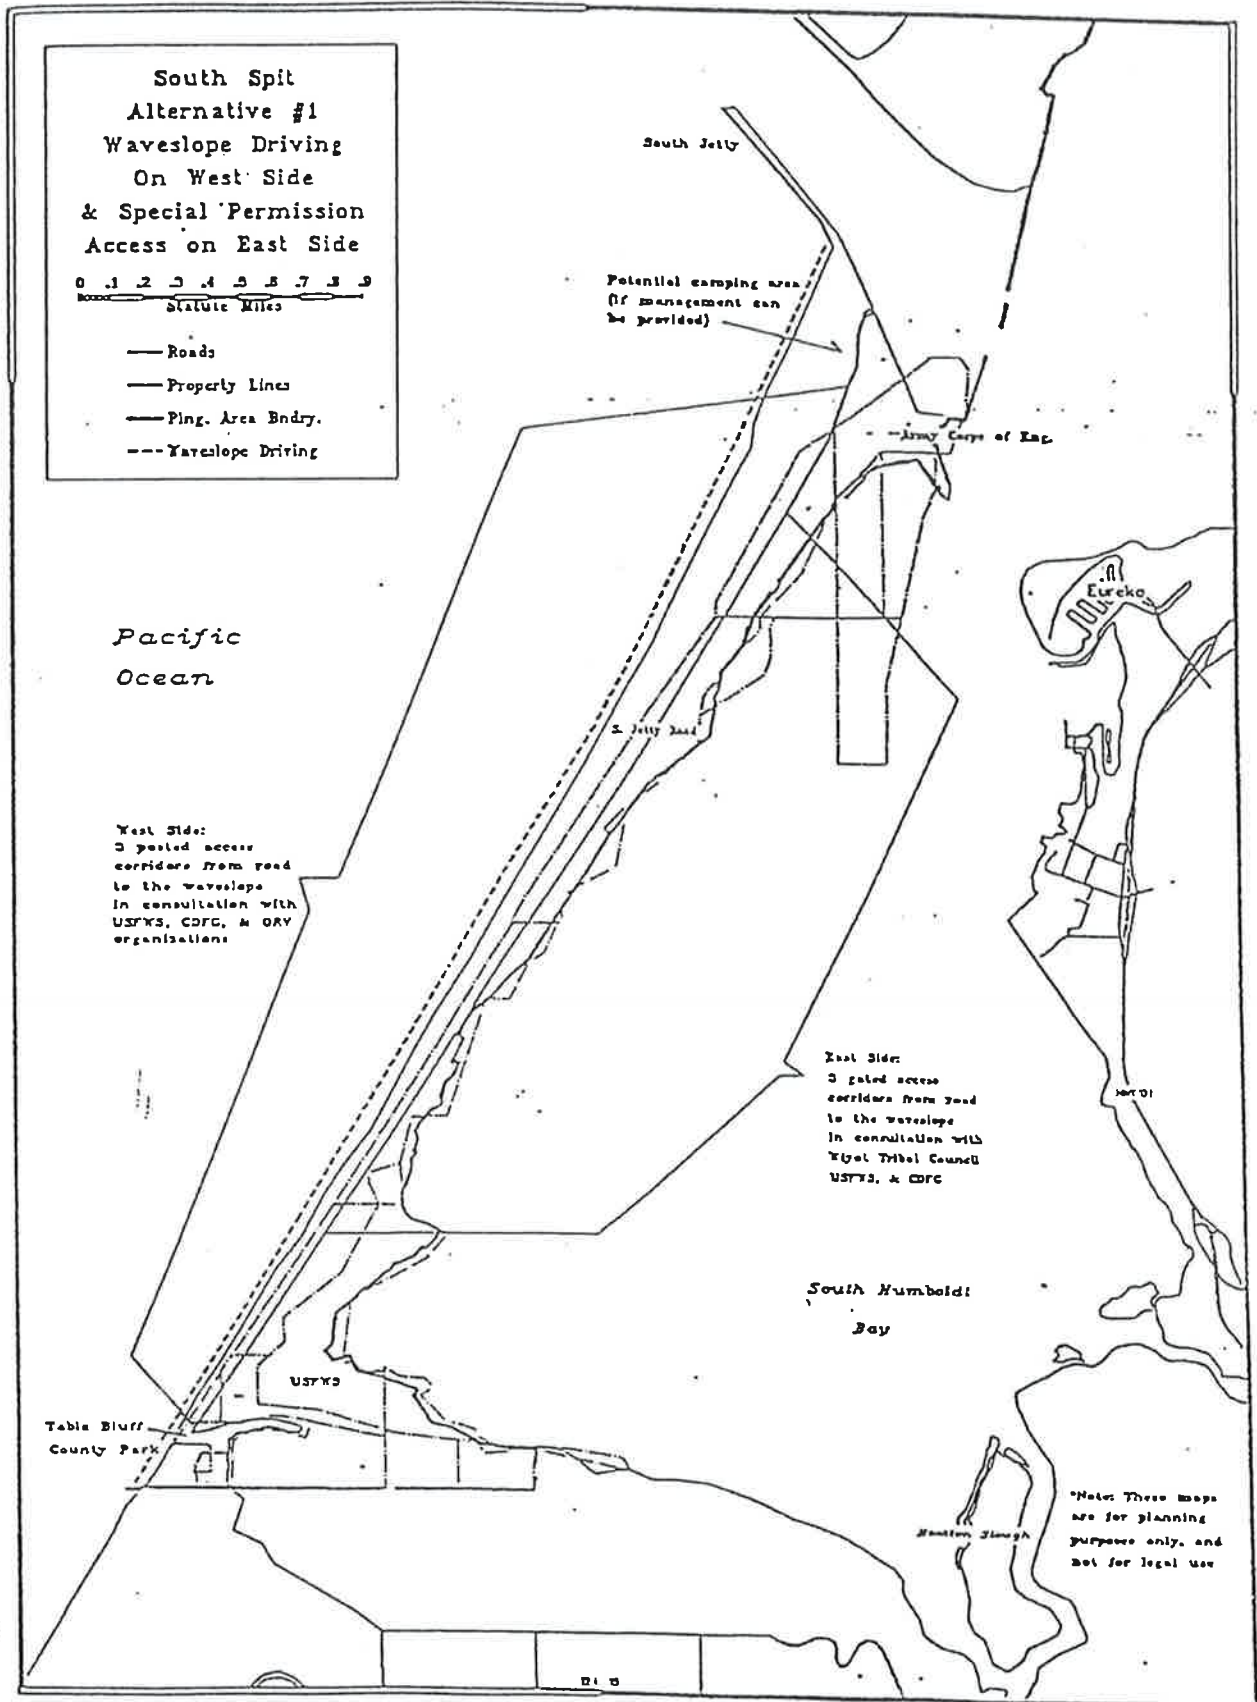 South Spit
Alternative #1
Waveslope Driving
On West Side
& Special Permission
Access on East Side
0 .1 .2 .3 .4 .5 .6 .7 .8 .9
Statute Miles
Roads
Property Lines
Plng. Area Bndry.
Waveslope Driving
South Jetty
Potential camping area
(if management can
be provided)
Army Corps of Eng.
Eureka
Pacific
Ocean
S. Jetty Road
West Side:
3 posted access
corridors from road
to the waveslope
in consultation with
USFWS, CDFG, & ORV
organizations
East Side:
3 gated access
corridors from road
to the waveslope
in consultation with
Wiyot Tribal Council
USFWS, & CDFG
South Humboldt
Bay
USFWS
Table Bluff
County Park
Slough
*Note: These maps
are for planning
purposes only, and
not for legal use